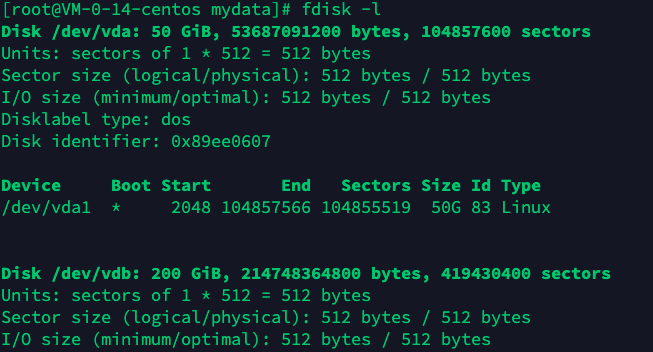 [root@VM-0-14-centos mydata]# fdisk -l
Disk /dev/vda: 50 GiB, 53687091200 bytes, 104857600 sectors
Units: sectors of 1 * 512 = 512 bytes
Sector size (logical/physical): 512 bytes / 512 bytes
I/O size (minimum/optimal): 512 bytes / 512 bytes
Disklabel type: dos
Disk identifier: 0x89ee0607
Device     Boot Start       End   Sectors Size Id Type
/dev/vda1  *     2048 104857566 104855519  50G 83 Linux
Disk /dev/vdb: 200 GiB, 214748364800 bytes, 419430400 sectors
Units: sectors of 1 * 512 = 512 bytes
Sector size (logical/physical): 512 bytes / 512 bytes
I/O size (minimum/optimal): 512 bytes / 512 bytes